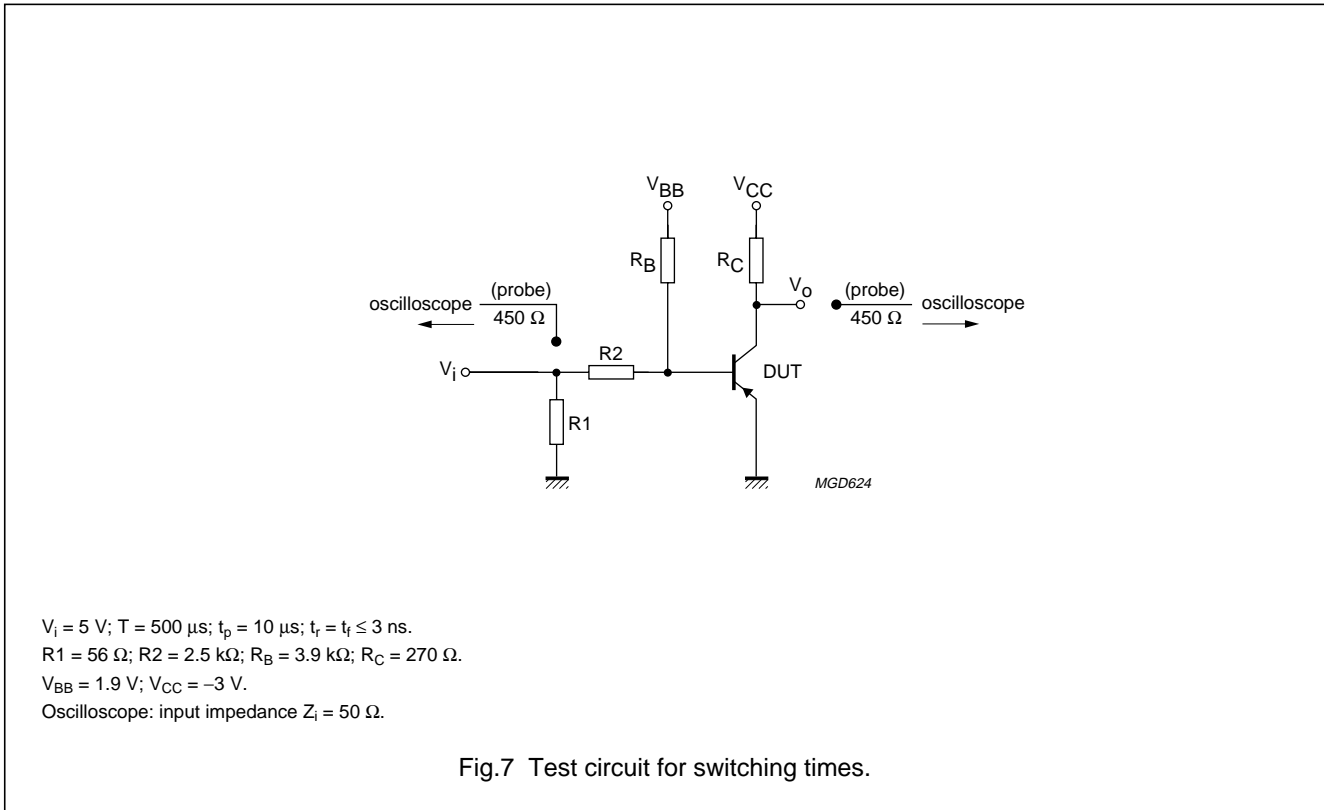 V_BB
V_CC
R_B
R_C
V_o
oscilloscope
(probe)
450 Ω
(probe)
450 Ω
oscilloscope
R2
V_i
DUT
R1
MGD624
V_i = 5 V; T = 500 μs; t_p = 10 μs; t_r = t_f ≤ 3 ns.
R1 = 56 Ω; R2 = 2.5 kΩ; R_B = 3.9 kΩ; R_C = 270 Ω.
V_BB = 1.9 V; V_CC = −3 V.
Oscilloscope: input impedance Z_i = 50 Ω.
Fig.7 Test circuit for switching times.